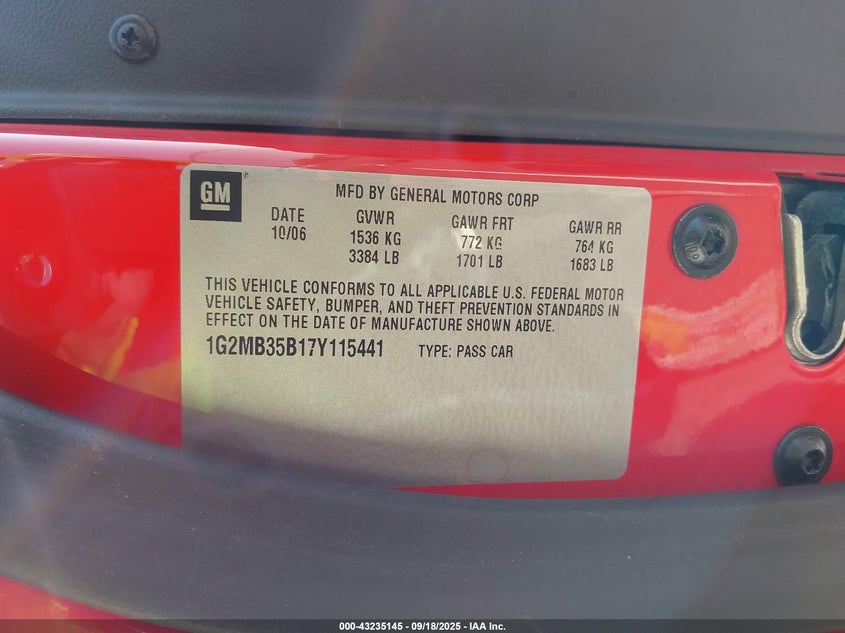 GM
MFD BY GENERAL MOTORS CORP
DATE GVWR GAWR FRT GAWR RR
10/06 1536 KG 772 KG 764 KG
3384 LB 1701 LB 1683 LB
THIS VEHICLE CONFORMS TO ALL APPLICABLE U.S. FEDERAL MOTOR
VEHICLE SAFETY, BUMPER, AND THEFT PREVENTION STANDARDS IN
EFFECT ON THE DATE OF MANUFACTURE SHOWN ABOVE.
1G2MB35B17Y115441 TYPE: PASS CAR
000-43235145 - 09/18/2025 - IAA Inc.